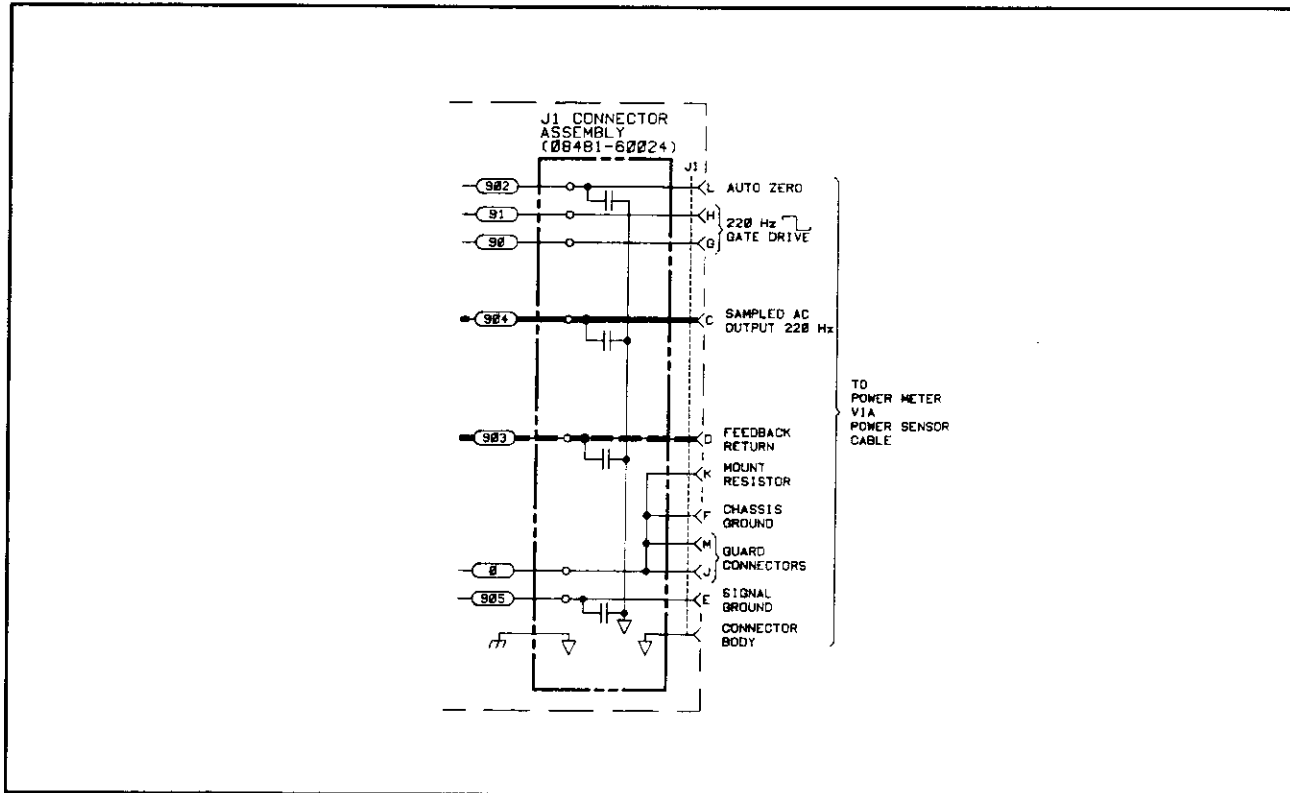 J1 CONNECTOR
ASSEMBLY
(08481-60024)
J1
902
L AUTO ZERO
91
H
220 Hz
GATE DRIVE
90
G
904
C SAMPLED AC
OUTPUT 220 Hz
TO
POWER METER
VIA
POWER SENSOR
CABLE
903
D FEEDBACK
RETURN
K MOUNT
RESISTOR
F CHASSIS
GROUND
M
GUARD
CONNECTORS
0
J
905
E SIGNAL
GROUND
CONNECTOR
BODY